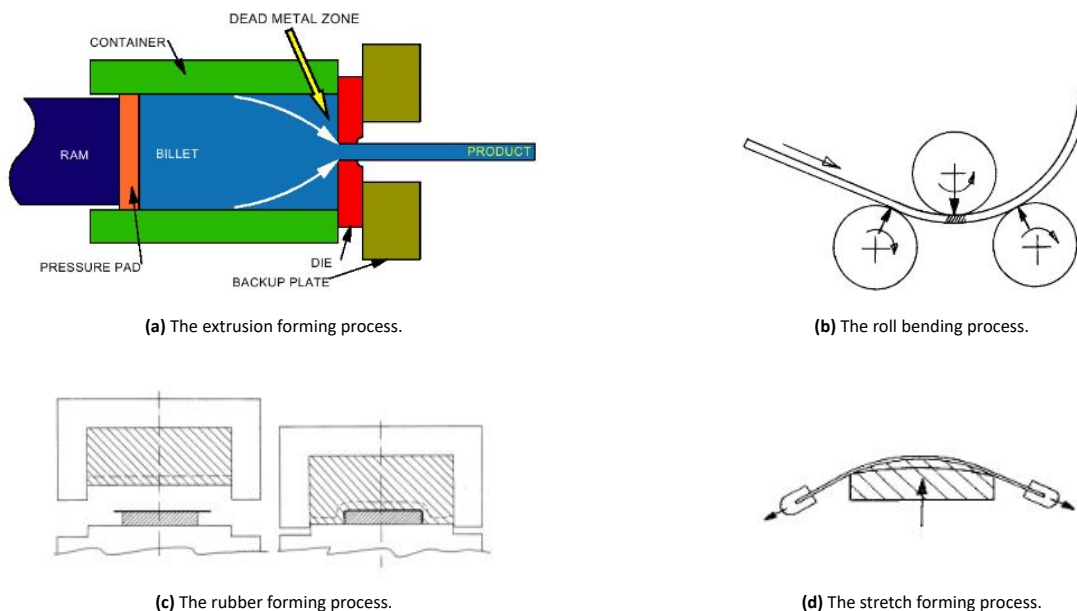 DEAD METAL ZONE
CONTAINER
RAM
BILLET
PRODUCT
PRESSURE PAD
DIE
BACKUP PLATE
(a) The extrusion forming process.
(b) The roll bending process.
(c) The rubber forming process.
(d) The stretch forming process.